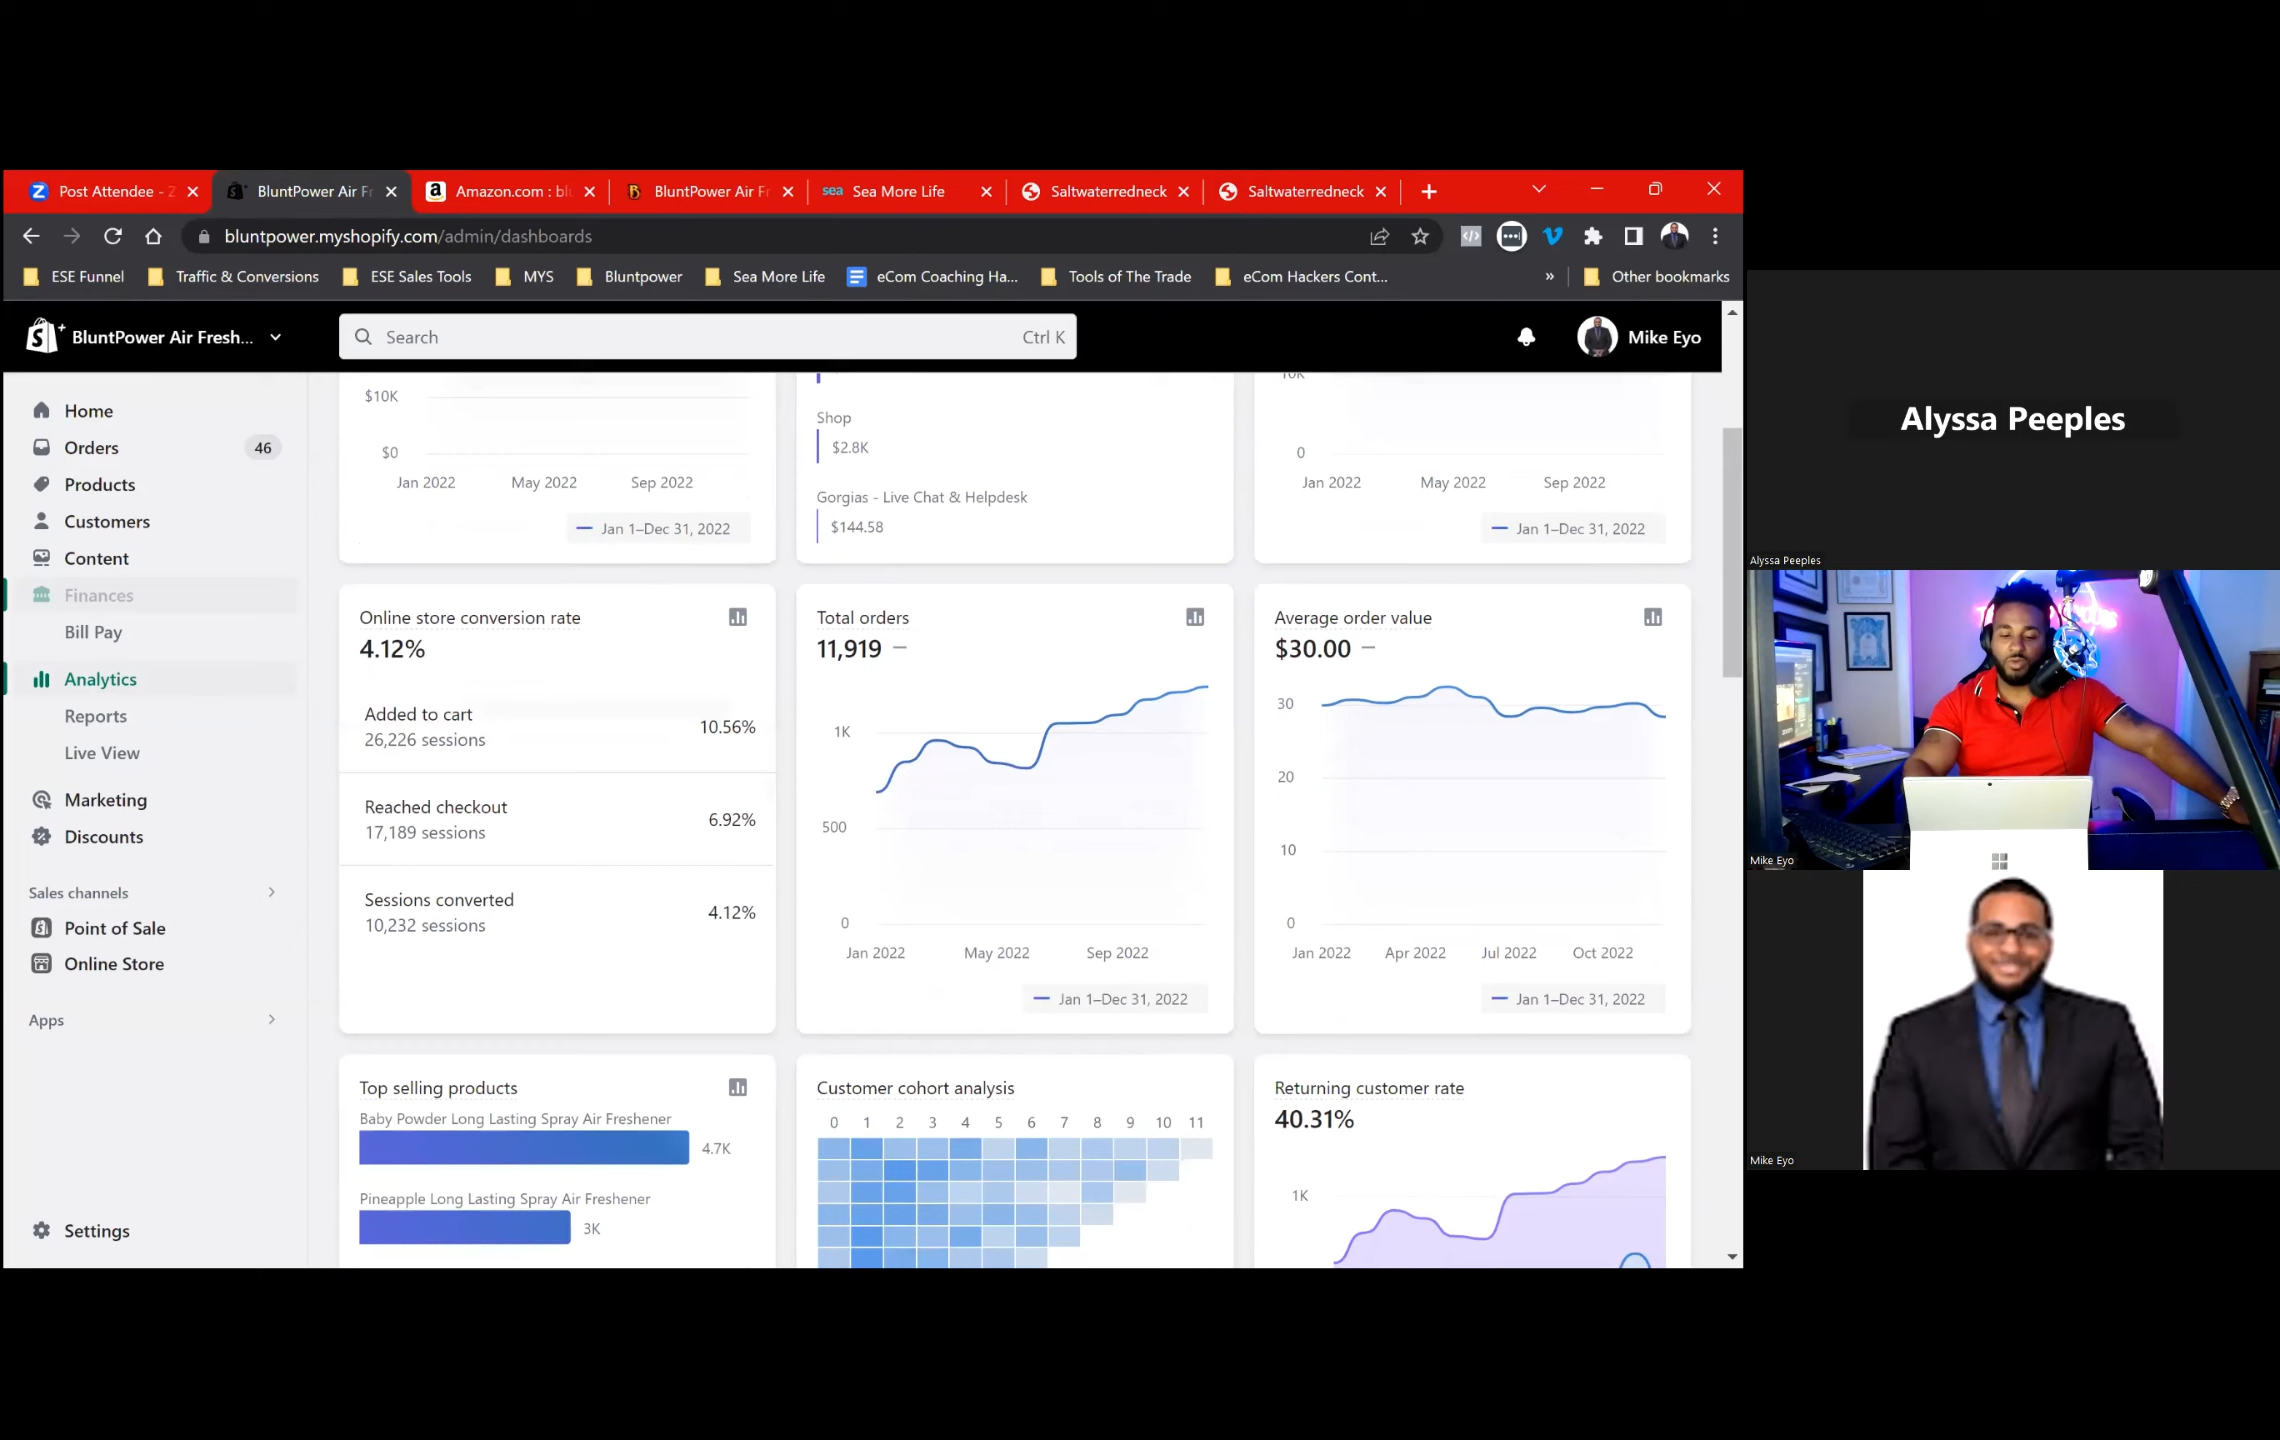 Post Attendee - Z
BluntPower Air Fr
Amazon.com : blu
BluntPower Air Fr
Sea More Life
Saltwaterredneck
Saltwaterredneck
bluntpower.myshopify.com/admin/dashboards
ESE Funnel
Traffic & Conversions
ESE Sales Tools
MYS
Bluntpower
Sea More Life
eCom Coaching Ha...
Tools of The Trade
eCom Hackers Cont...
»
Other bookmarks
BluntPower Air Fresh...
Search
Ctrl K
Mike Eyo
Home
Orders
46
Products
Customers
Content
Finances
Bill Pay
Analytics
Reports
Live View
Marketing
Discounts
Sales channels
Point of Sale
Online Store
Apps
Settings
$10K
$0
Jan 2022
May 2022
Sep 2022
Jan 1–Dec 31, 2022
Shop
$2.8K
Gorgias - Live Chat & Helpdesk
$144.58
10K
0
Jan 2022
May 2022
Sep 2022
Jan 1–Dec 31, 2022
Online store conversion rate
4.12%
Added to cart
26,226 sessions
10.56%
Reached checkout
17,189 sessions
6.92%
Sessions converted
10,232 sessions
4.12%
Total orders
11,919 —
1K
500
0
Jan 2022
May 2022
Sep 2022
Jan 1–Dec 31, 2022
Average order value
$30.00 —
30
20
10
0
Jan 2022
Apr 2022
Jul 2022
Oct 2022
Jan 1–Dec 31, 2022
Top selling products
Baby Powder Long Lasting Spray Air Freshener
4.7K
Pineapple Long Lasting Spray Air Freshener
3K
Customer cohort analysis
0 1 2 3 4 5 6 7 8 9 10 11
Returning customer rate
40.31%
1K
Alyssa Peeples
Alyssa Peeples
Mike Eyo
Mike Eyo